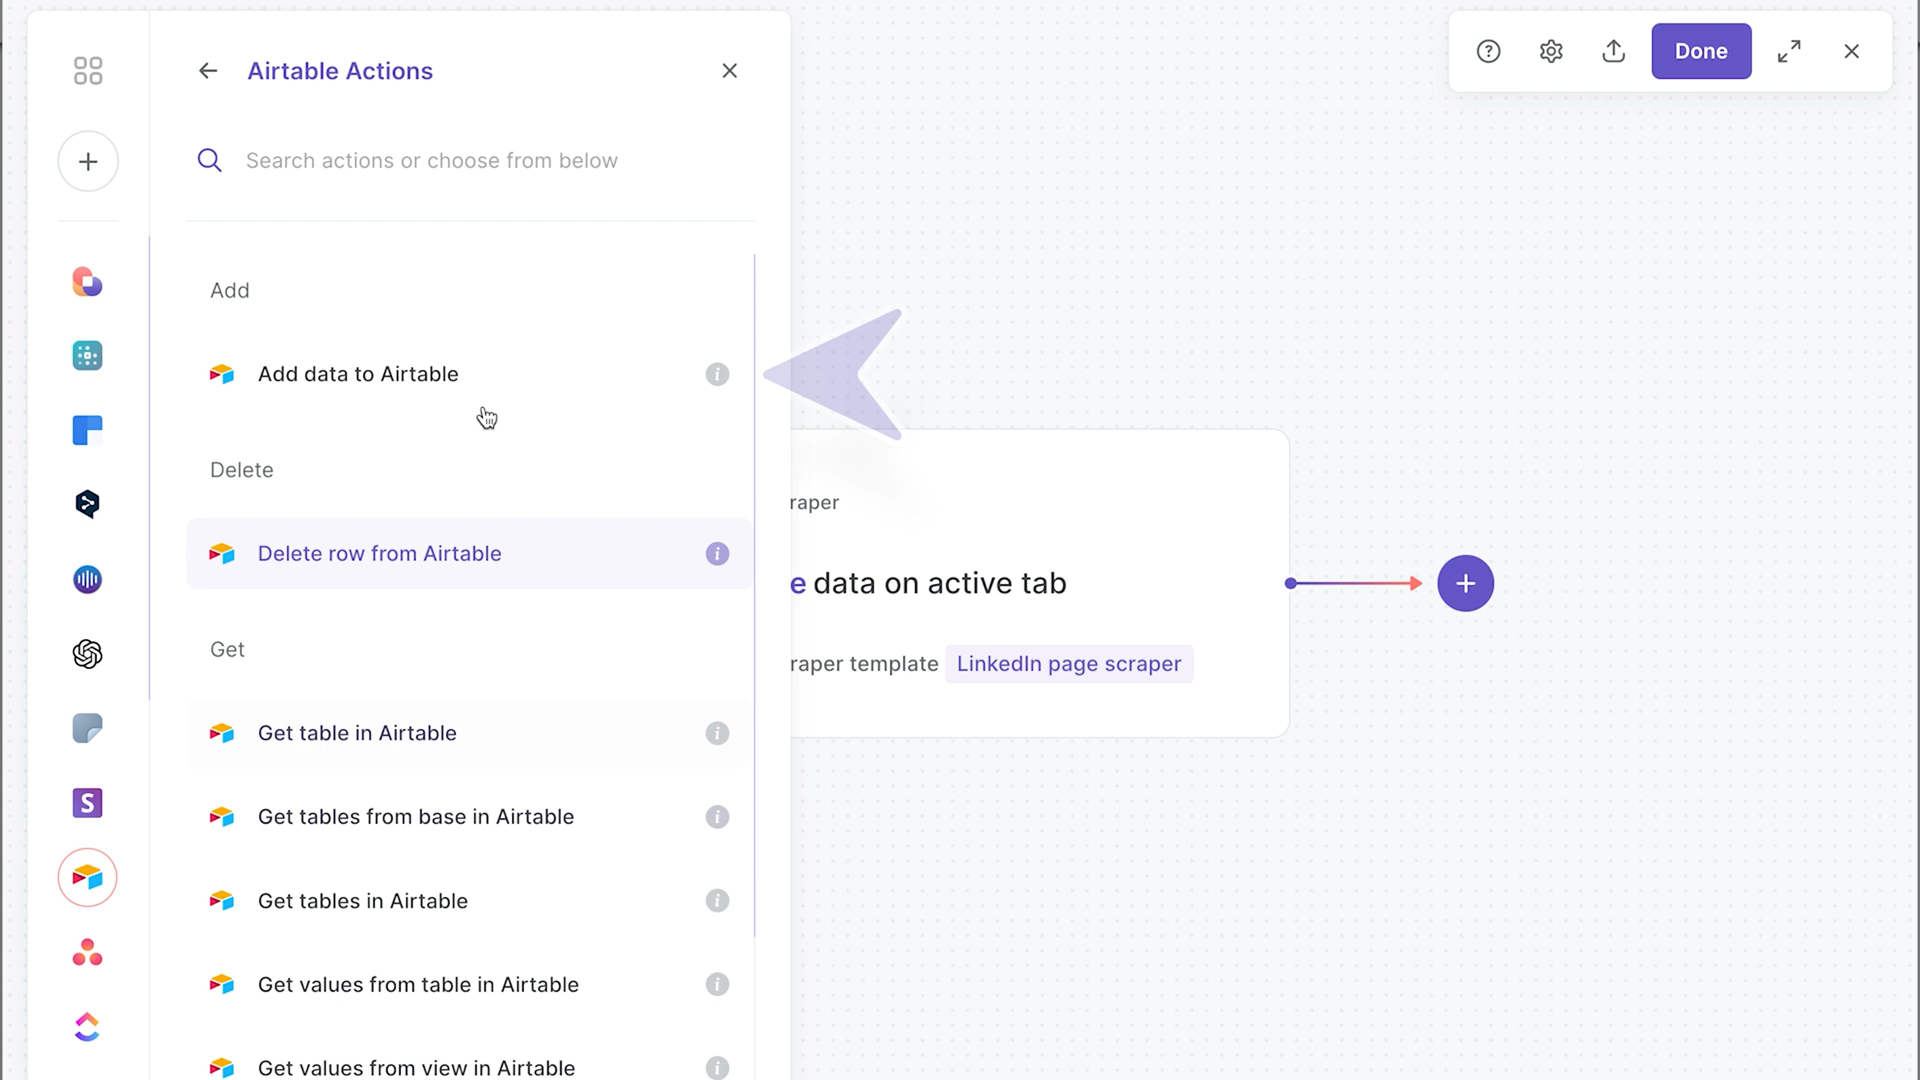 Airtable Actions
Search actions or choose from below
Add
Add data to Airtable
Delete
Delete row from Airtable
Get
Get table in Airtable
Get tables from base in Airtable
Get tables in Airtable
Get values from table in Airtable
Get values from view in Airtable
S
Done
raper
e data on active tab
raper template LinkedIn page scraper